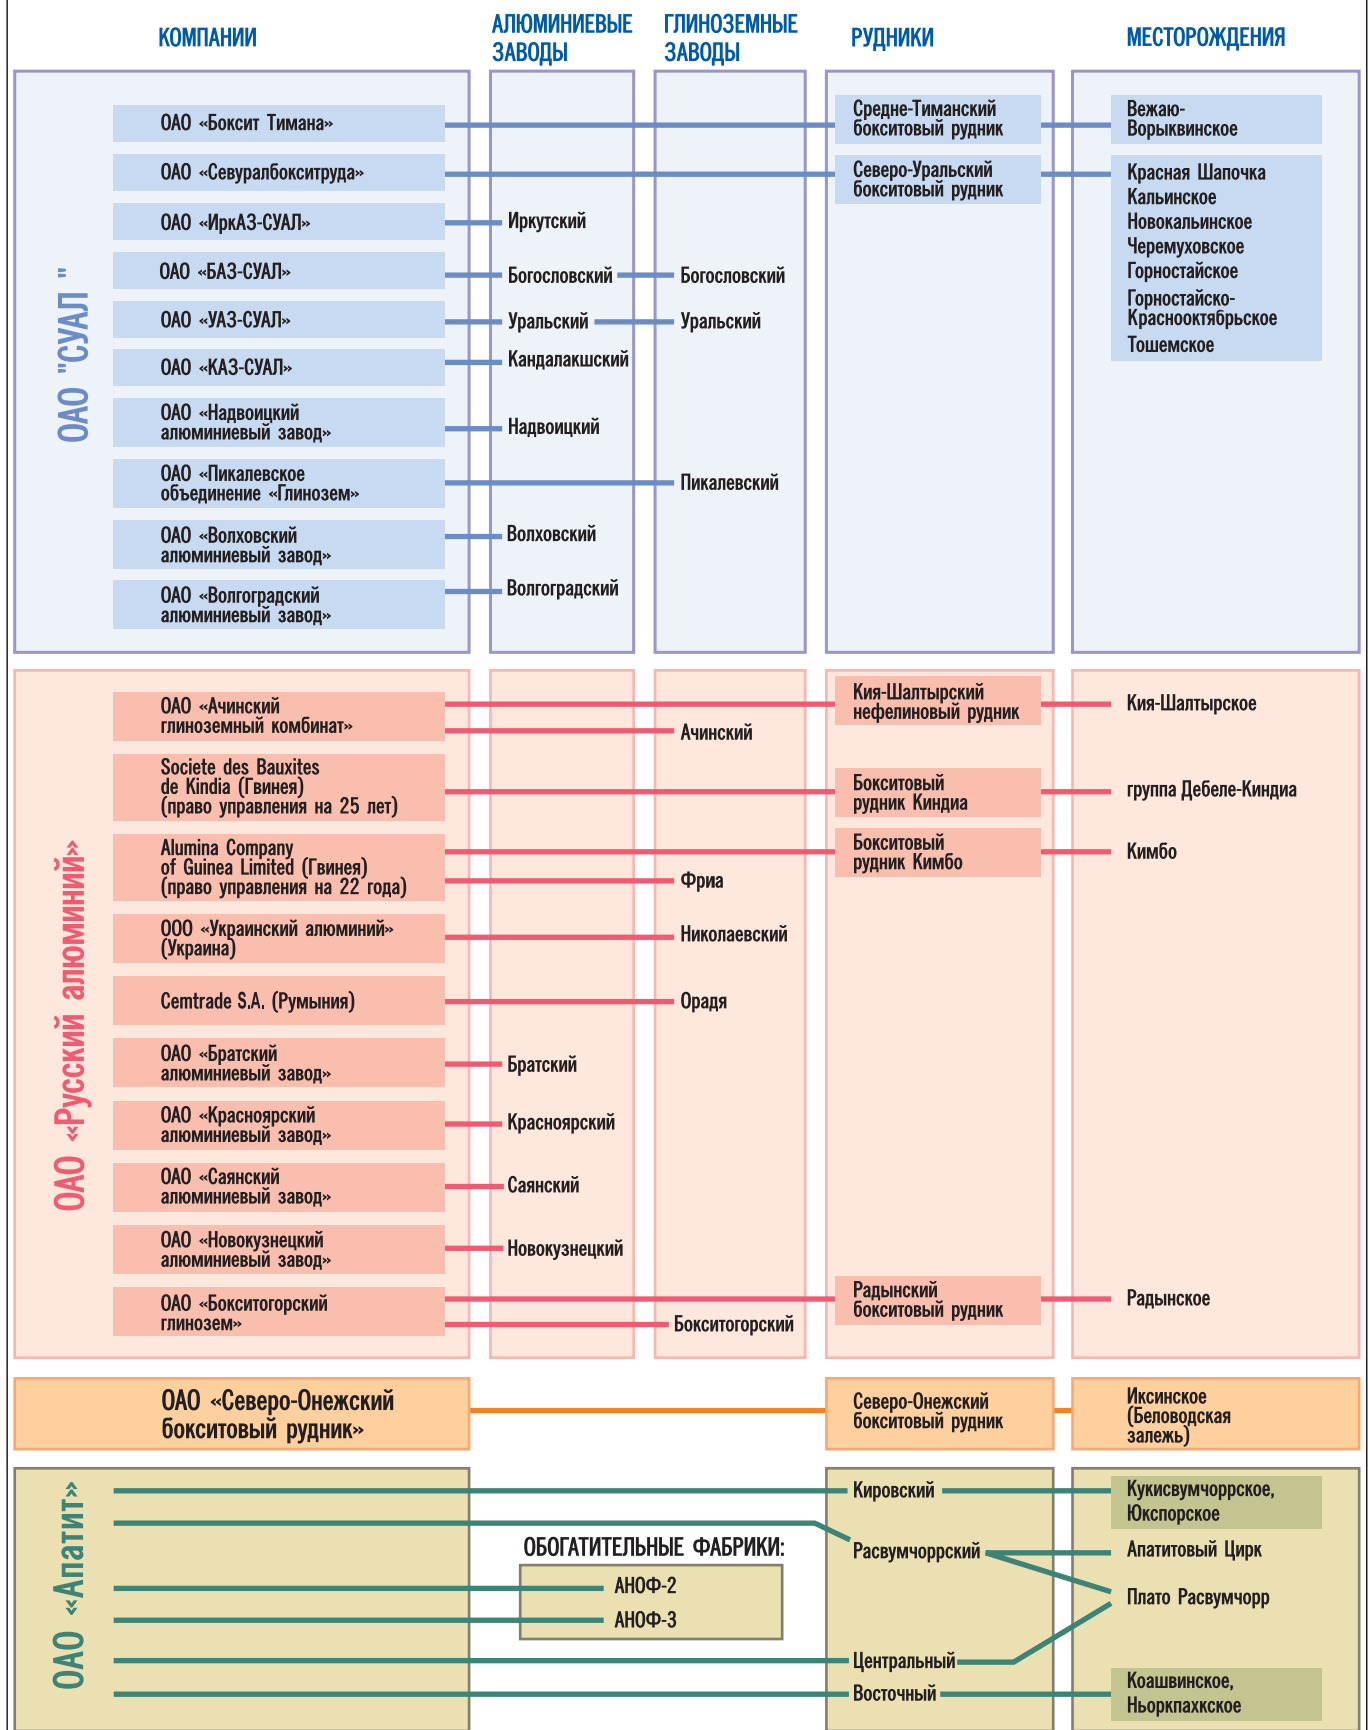 КОМПАНИИ
АЛЮМИНИЕВЫЕ
ЗАВОДЫ
ГЛИНОЗЕМНЫЕ
ЗАВОДЫ
РУДНИКИ
МЕСТОРОЖДЕНИЯ
ОАО "СУАЛ "
ОАО «Боксит Тимана»
Средне-Тиманский
бокситовый рудник
Вежаю-
Ворыквинское
ОАО «Севуралбокситруда»
Северо-Уральский
бокситовый рудник
Красная Шапочка
Кальинское
Новокальинское
Черемуховское
Горностайское
Горностайско-
Краснооктябрьское
Тошемское
ОАО «ИркАЗ-СУАЛ»
Иркутский
ОАО «БАЗ-СУАЛ»
Богословский
Богословский
ОАО «УАЗ-СУАЛ»
Уральский
Уральский
ОАО «КАЗ-СУАЛ»
Кандалакшский
ОАО «Надвоицкий
алюминиевый завод»
Надвоицкий
ОАО «Пикалевское
объединение «Глинозем»
Пикалевский
ОАО «Волховский
алюминиевый завод»
Волховский
ОАО «Волгоградский
алюминиевый завод»
Волгоградский
ОАО «Русский алюминий»
ОАО «Ачинский
глиноземный комбинат»
Ачинский
Кия-Шалтырский
нефелиновый рудник
Кия-Шалтырское
Societe des Bauxites
de Kindia (Гвинея)
(право управления на 25 лет)
Бокситовый
рудник Киндиа
группа Дебеле-Киндиа
Alumina Company
of Guinea Limited (Гвинея)
(право управления на 22 года)
Фриа
Бокситовый
рудник Кимбо
Кимбо
ООО «Украинский алюминий»
(Украина)
Николаевский
Cemtrade S.A. (Румыния)
Орадя
ОАО «Братский
алюминиевый завод»
Братский
ОАО «Красноярский
алюминиевый завод»
Красноярский
ОАО «Саянский
алюминиевый завод»
Саянский
ОАО «Новокузнецкий
алюминиевый завод»
Новокузнецкий
ОАО «Бокситогорский
глинозем»
Бокситогорский
Радынский
бокситовый рудник
Радынское
ОАО «Северо-Онежский
бокситовый рудник»
Северо-Онежский
бокситовый рудник
Иксинское
(Беловодская
залежь)
ОАО «Апатит»
Кировский
Кукисвумчоррское,
Юкспорское
Расвумчоррский
Апатитовый Цирк
Плато Расвумчорр
ОБОГАТИТЕЛЬНЫЕ ФАБРИКИ:
АНОФ-2
АНОФ-3
Центральный
Восточный
Коашвинское,
Ньоркпахкское